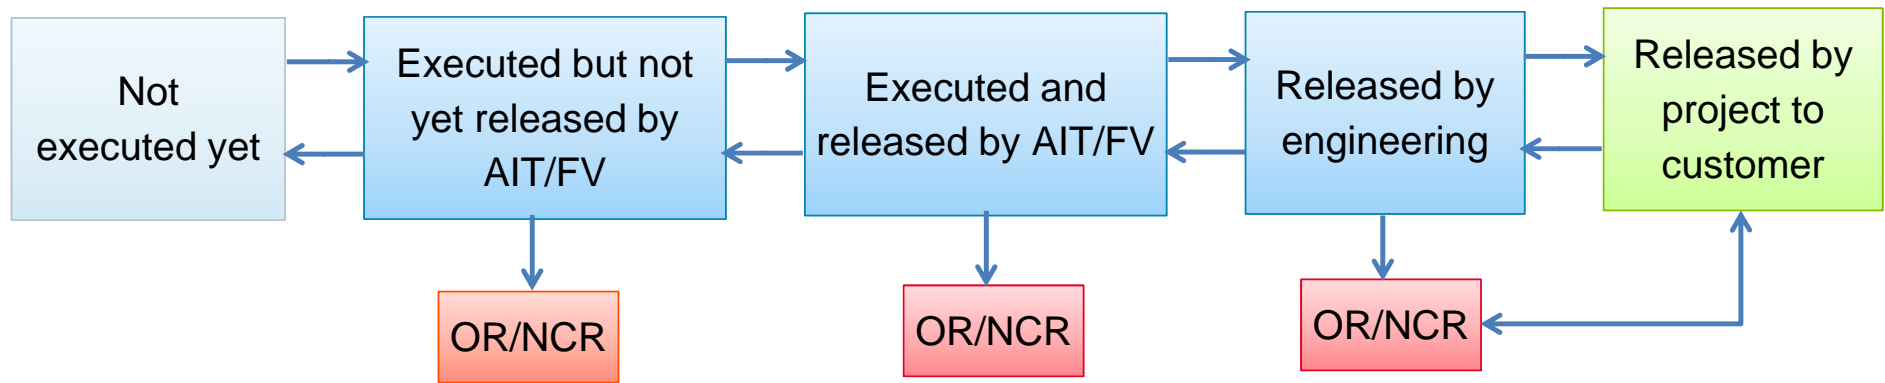 Not
executed yet
Executed but not
yet released by
AIT/FV
Executed and
released by AIT/FV
Released by
engineering
Released by
project to
customer
OR/NCR
OR/NCR
OR/NCR